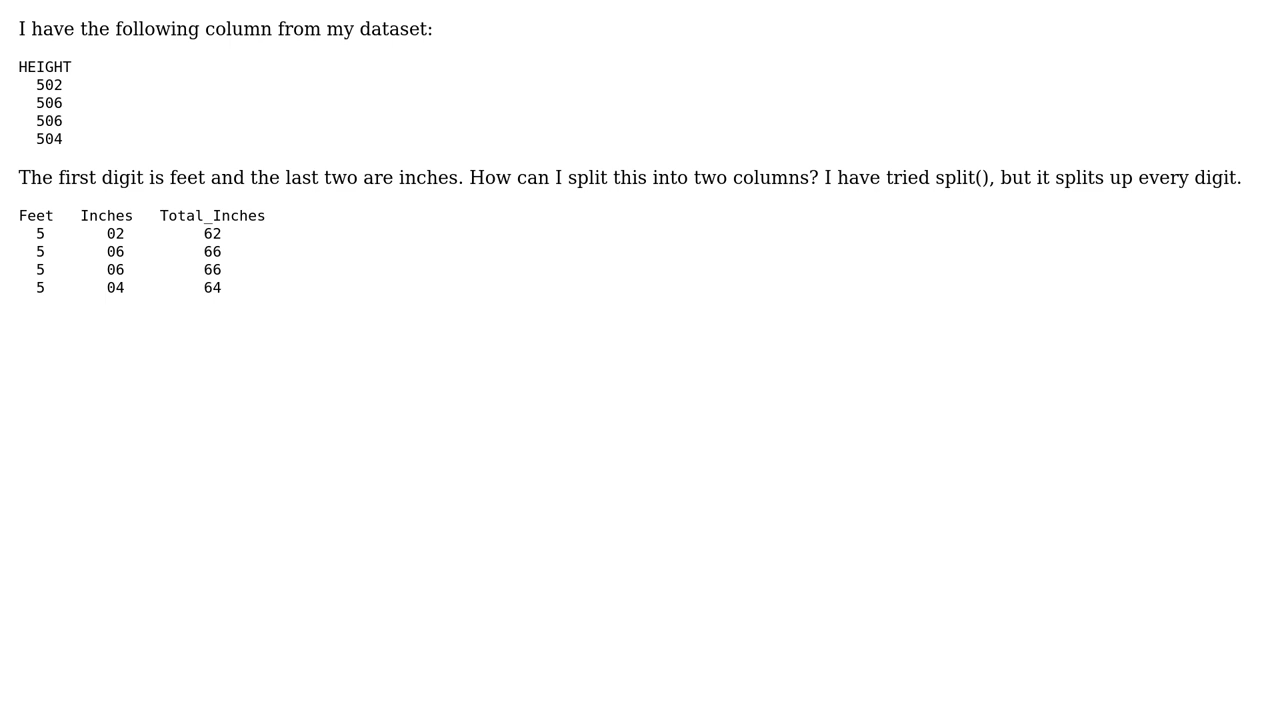 I have the following column from my dataset:
HEIGHT
502
506
506
504
The first digit is feet and the last two are inches. How can I split this into two columns? I have tried split(), but it splits up every digit.
Feet   Inches   Total_Inches
5       02         62
5       06         66
5       06         66
5       04         64